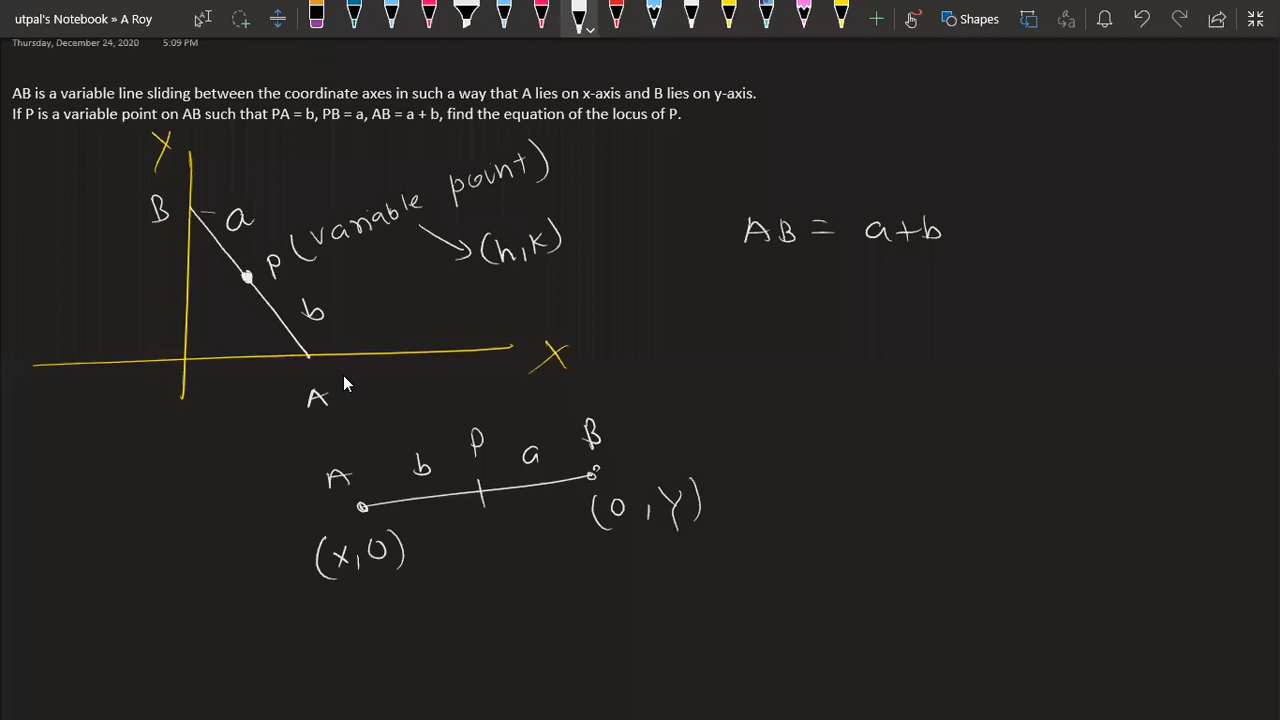 utpal's Notebook » A Roy
Shapes
Thursday, December 24, 2020 5:09 PM
AB is a variable line sliding between the coordinate axes in such a way that A lies on x-axis and B lies on y-axis.
If P is a variable point on AB such that PA = b, PB = a, AB = a + b, find the equation of the locus of P.
Y
B a
P (variable point)
(h,k)
AB = a+b
b
X
A
A b P a B
(x,0)
(0,y)